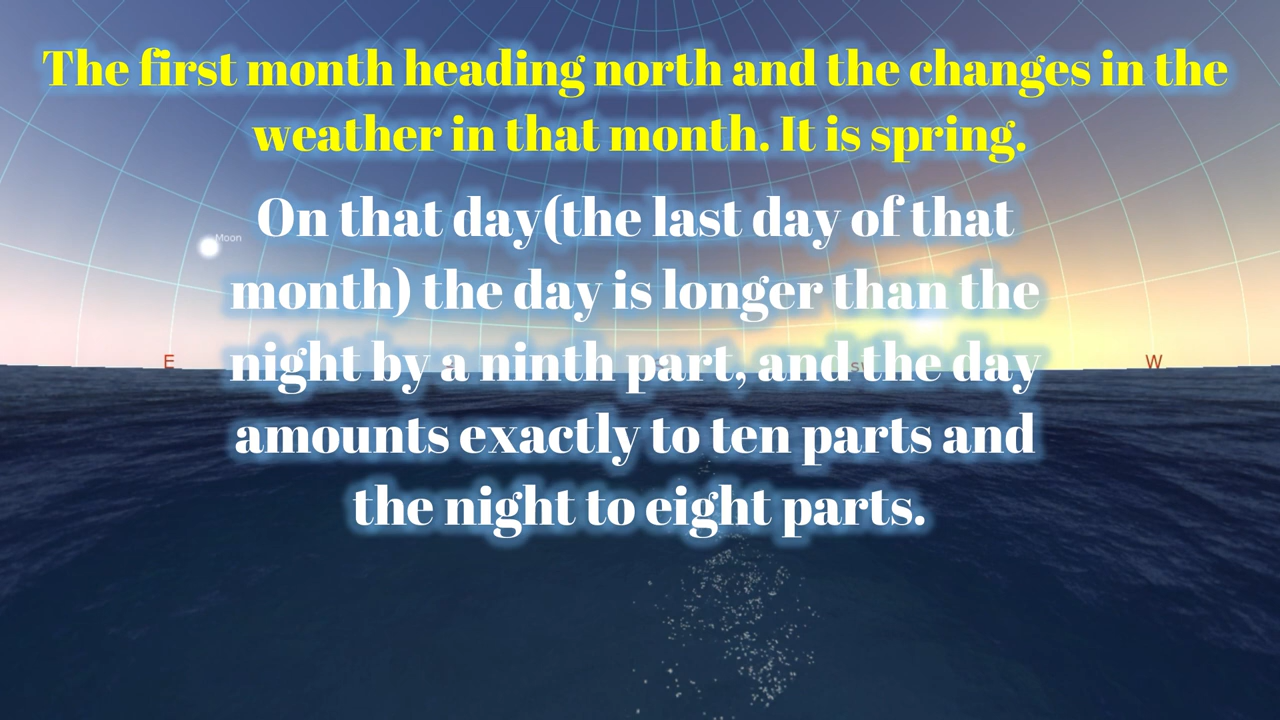 The first month heading north and the changes in the
weather in that month. It is spring.
On that day(the last day of that
Moon
month) the day is longer than the
night by a ninth part, and the day
E
W
amounts exactly to ten parts and
the night to eight parts.